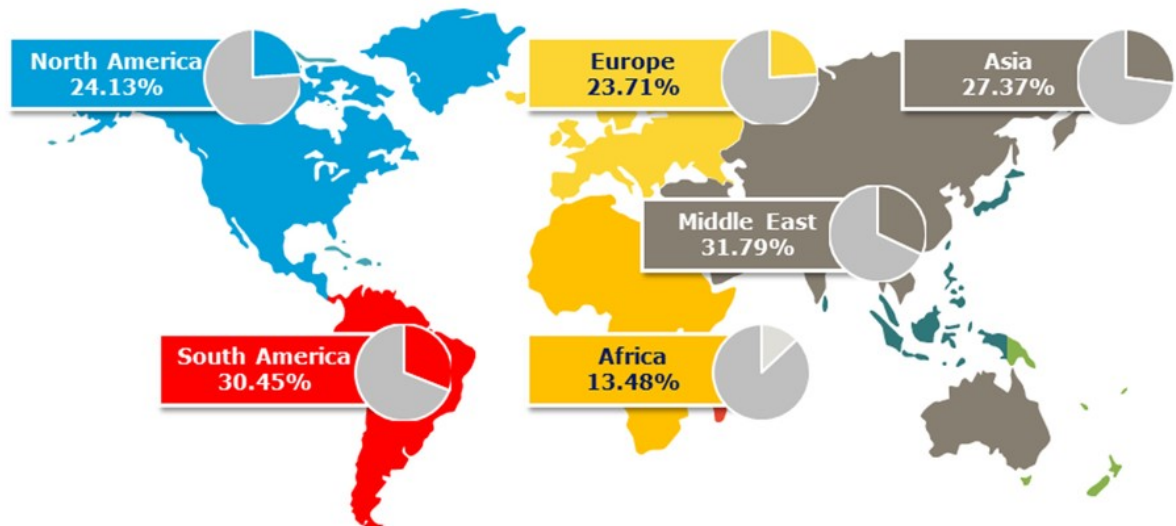 North America
24.13%
Europe
23.71%
Asia
27.37%
Middle East
31.79%
South America
30.45%
Africa
13.48%